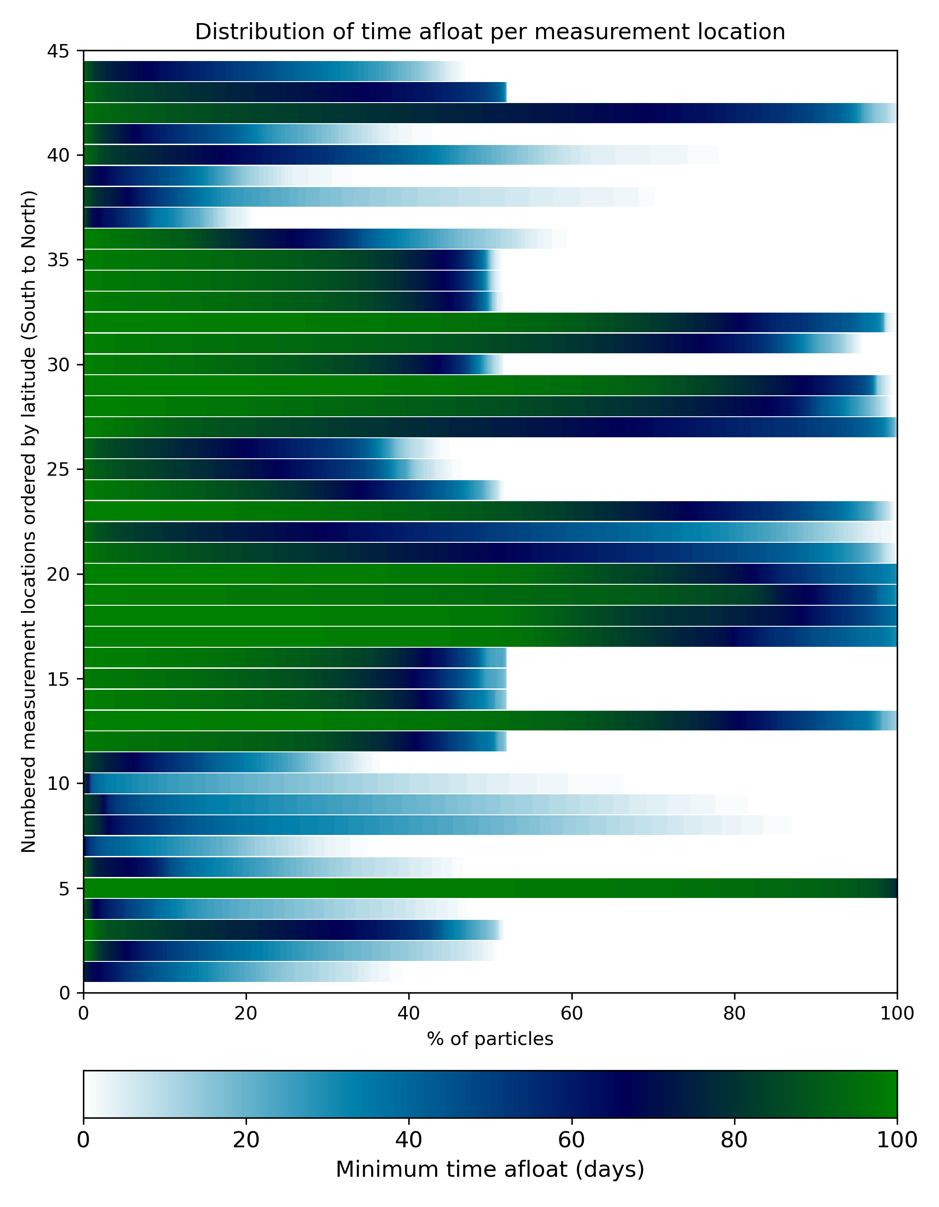 Distribution of time afloat per measurement location
Numbered measurement locations ordered by latitude (South to North)
45
40
35
30
25
20
15
10
5
0
0 20 40 60 80 100
% of particles
0 20 40 60 80 100
Minimum time afloat (days)